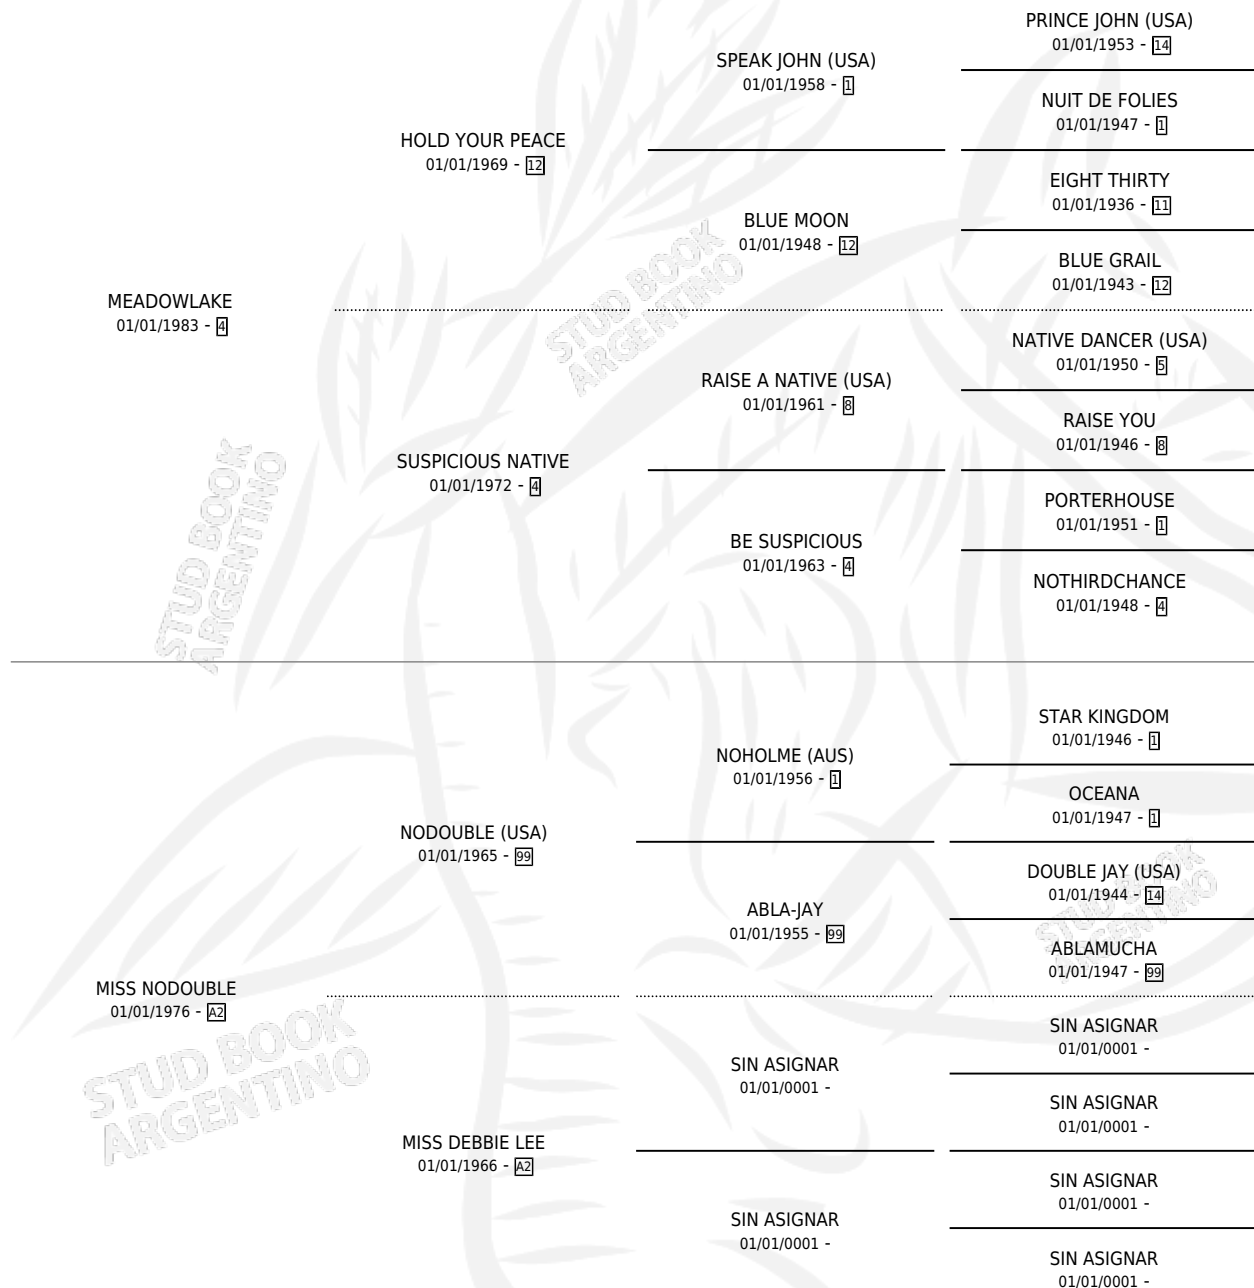 PRINCE JOHN (USA)
01/01/1953 - 14
SPEAK JOHN (USA)
01/01/1958 - 1
NUIT DE FOLIES
01/01/1947 - 1
HOLD YOUR PEACE
01/01/1969 - 12
EIGHT THIRTY
01/01/1936 - 11
BLUE MOON
01/01/1948 - 12
BLUE GRAIL
01/01/1943 - 12
MEADOWLAKE
01/01/1983 - 4
STUD BOOK
ARGENTINO
NATIVE DANCER (USA)
01/01/1950 - 5
RAISE A NATIVE (USA)
01/01/1961 - 8
RAISE YOU
01/01/1946 - 8
SUSPICIOUS NATIVE
01/01/1972 - 4
PORTERHOUSE
01/01/1951 - 1
BE SUSPICIOUS
01/01/1963 - 4
NOTHIRDCHANCE
01/01/1948 - 4
STUD BOOK
ARGENTINO
STAR KINGDOM
01/01/1946 - 1
NOHOLME (AUS)
01/01/1956 - 1
OCEANA
01/01/1947 - 1
NODOUBLE (USA)
01/01/1965 - 99
DOUBLE JAY (USA)
01/01/1944 - 14
ABLA-JAY
01/01/1955 - 99
STUD BOOK
ARGENTINO
ABLAMUCHA
01/01/1947 - 99
MISS NODOUBLE
01/01/1976 - A2
STUD BOOK
ARGENTINO
SIN ASIGNAR
01/01/0001 -
SIN ASIGNAR
01/01/0001 -
SIN ASIGNAR
01/01/0001 -
MISS DEBBIE LEE
01/01/1966 - A2
SIN ASIGNAR
01/01/0001 -
SIN ASIGNAR
01/01/0001 -
SIN ASIGNAR
01/01/0001 -